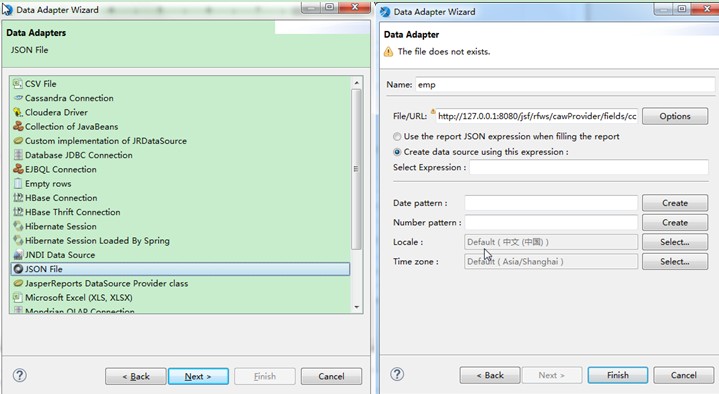 Data Adapter Wizard
Data Adapters
JSON File
CSV File
Cassandra Connection
Cloudera Driver
Collection of JavaBeans
Custom implementation of JRDataSource
Database JDBC Connection
EJBQL Connection
Empty rows
HBase Connection
HBase Thrift Connection
Hibernate Session
Hibernate Session Loaded By Spring
JNDI Data Source
JSON File
JasperReports DataSource Provider class
Microsoft Excel (XLS, XLSX)
Mondrian OLAP Connection
< Back
Next >
Finish
Cancel
Data Adapter Wizard
Data Adapter
The file does not exists.
Name: emp
File/URL: http://127.0.0.1:8080/jsf/rfws/cawProvider/fields/cc Options
Use the report JSON expression when filling the report
Create data source using this expression :
Select Expression :
Date pattern : Create
Number pattern : Create
Locale : Default ( 中文 (中国) ) Select...
Time zone : Default ( Asia/Shanghai ) Select...
< Back
Next >
Finish
Cancel